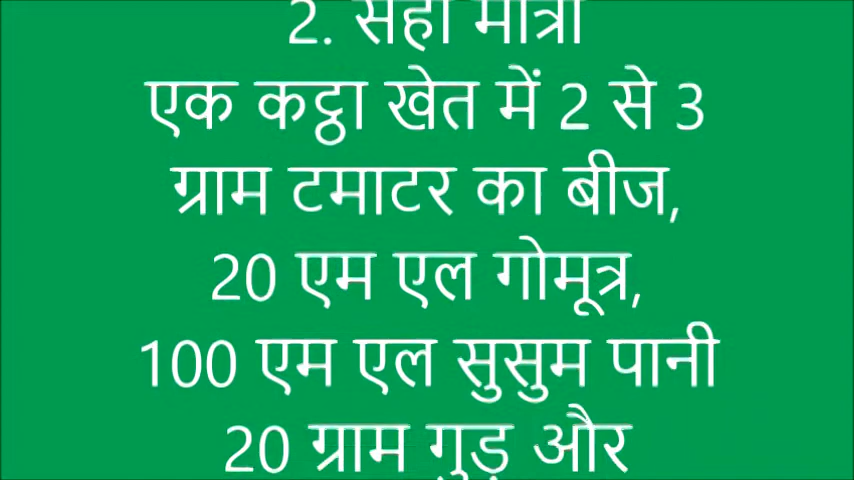 2. सही मात्रा
एक कट्ठा खेत में 2 से 3
ग्राम टमाटर का बीज,
20 एम एल गोमूत्र,
100 एम एल सुसुम पानी
20 ग्राम गुड़ और